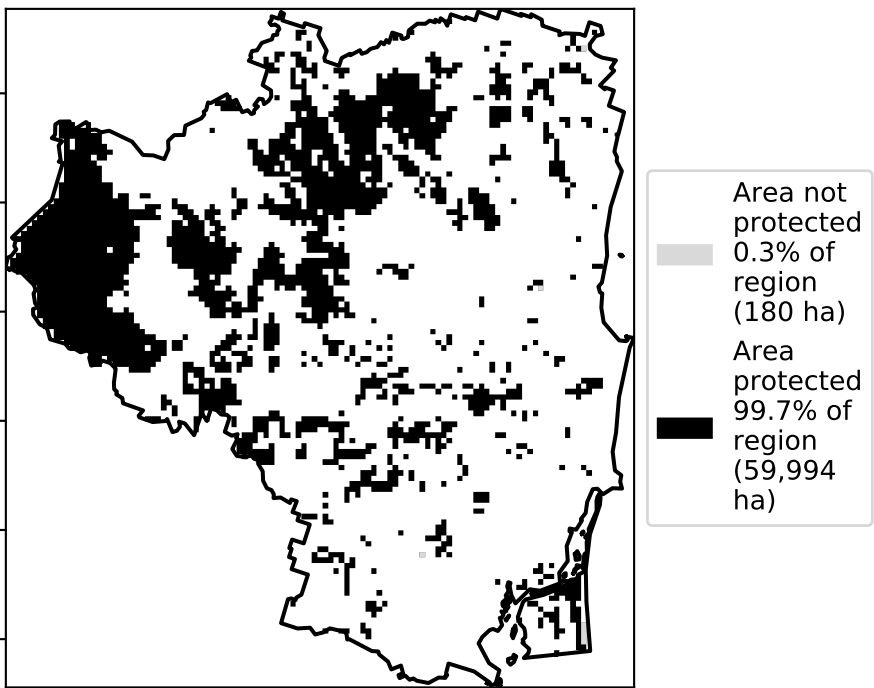 Area not
protected
0.3% of
region
(180 ha)
Area
protected
99.7% of
region
(59,994
ha)